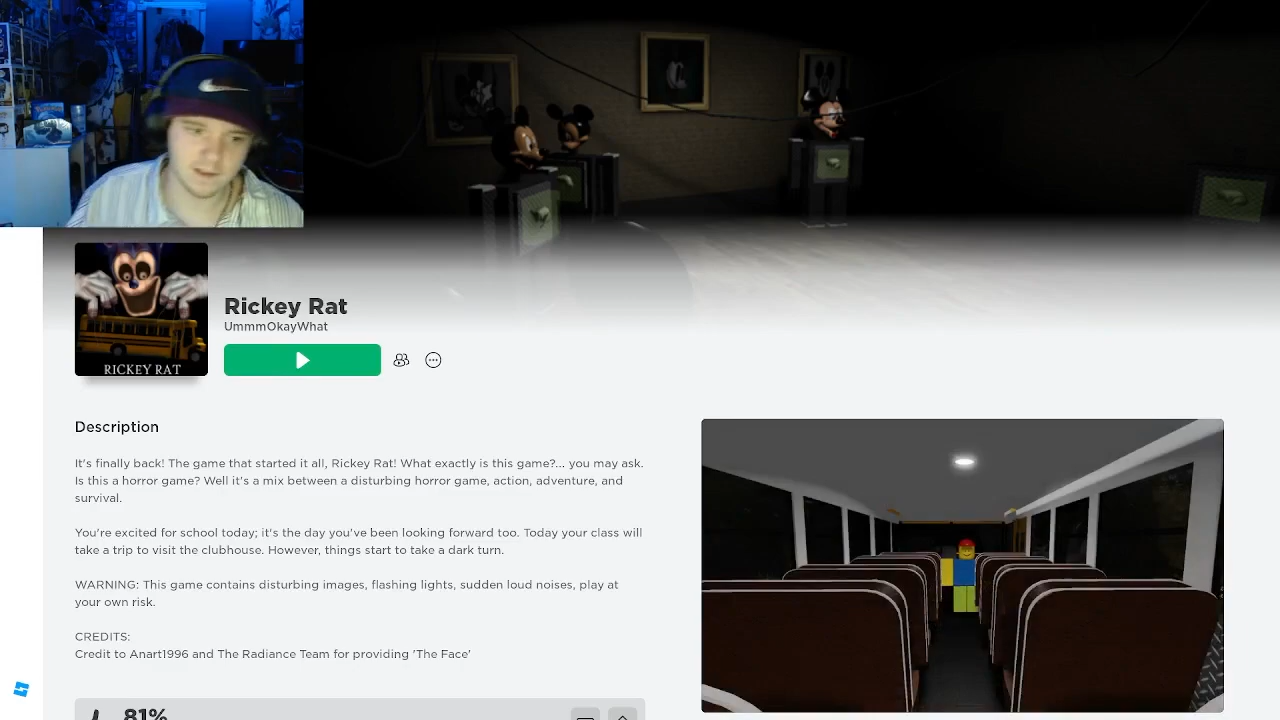 Rickey Rat
UmmmOkayWhat
RICKEY RAT
Description
It's finally back! The game that started it all, Rickey Rat! What exactly is this game?... you may ask.
Is this a horror game? Well it's a mix between a disturbing horror game, action, adventure, and
survival.
You're excited for school today; it's the day you've been looking forward too. Today your class will
take a trip to visit the clubhouse. However, things start to take a dark turn.
WARNING: This game contains disturbing images, flashing lights, sudden loud noises, play at
your own risk.
CREDITS:
Credit to Anart1996 and The Radiance Team for providing 'The Face'
81%